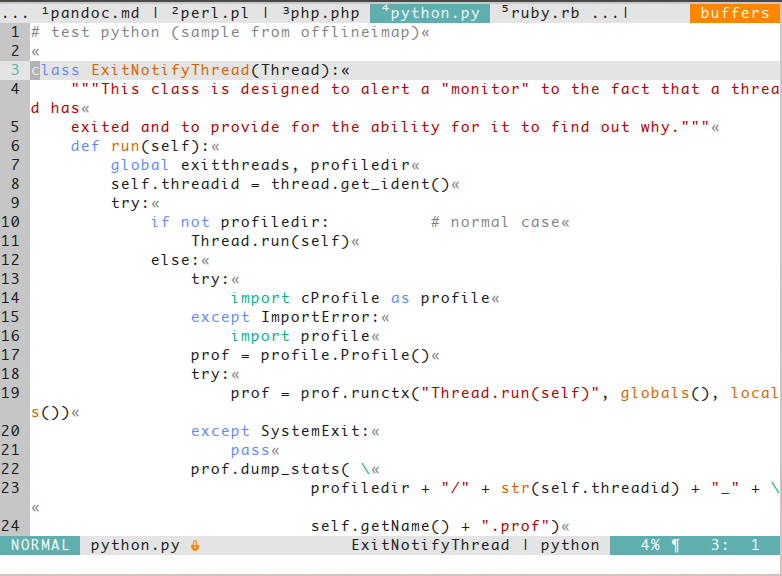 ... ¹pandoc.md | ²perl.pl | ³php.php ⁴python.py ⁵ruby.rb ...| buffers
1 # test python (sample from offlineimap)«
2 «
3 class ExitNotifyThread(Thread):«
4     """This class is designed to alert a "monitor" to the fact that a threa
d has«
5     exited and to provide for the ability for it to find out why."""«
6     def run(self):«
7         global exitthreads, profiledir«
8         self.threadid = thread.get_ident()«
9         try:«
10             if not profiledir:          # normal case«
11                 Thread.run(self)«
12             else:«
13                 try:«
14                     import cProfile as profile«
15                 except ImportError:«
16                     import profile«
17                 prof = profile.Profile()«
18                 try:«
19                     prof = prof.runctx("Thread.run(self)", globals(), local
s())«
20                 except SystemExit:«
21                     pass«
22                 prof.dump_stats( \«
23                             profiledir + "/" + str(self.threadid) + "_" + \
«
24                             self.getName() + ".prof")«
NORMAL python.py ExitNotifyThread | python 4% ¶ 3: 1